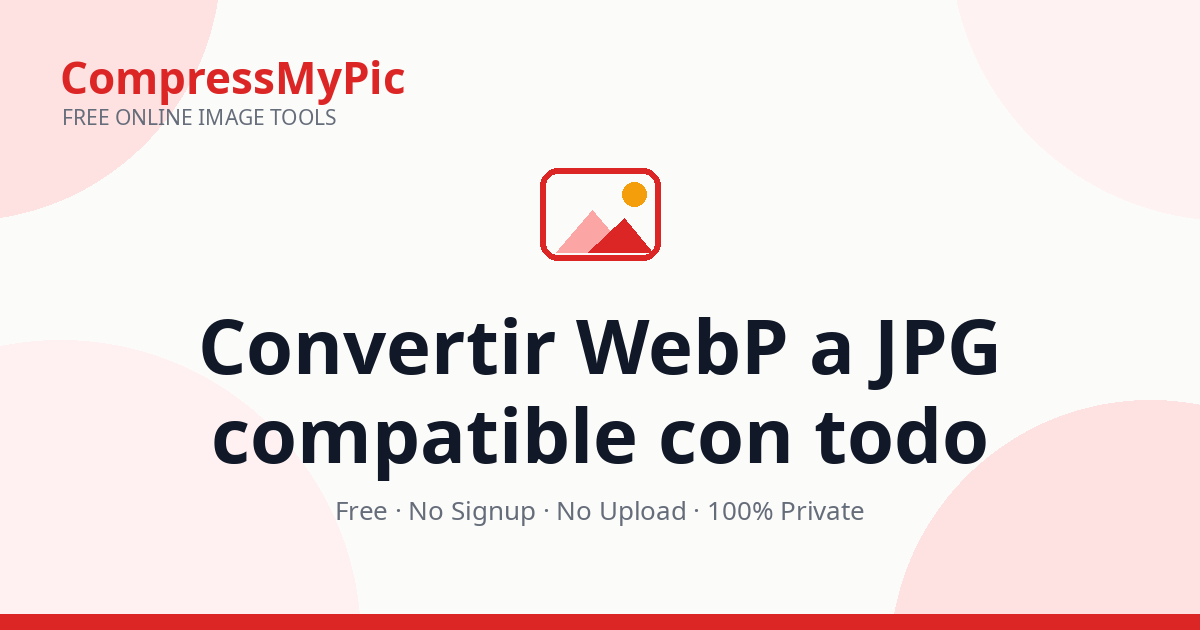 CompressMyPic
FREE ONLINE IMAGE TOOLS
Convertir WebP a JPG
compatible con todo
Free · No Signup · No Upload · 100% Private